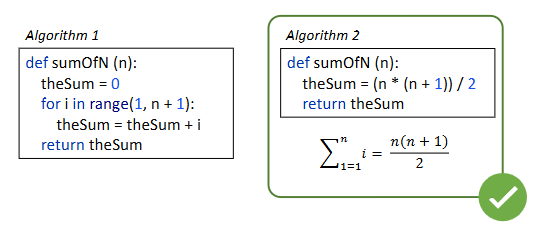 Algorithm 1
def sumOfN (n):
theSum = 0
for i in range(1, n + 1):
theSum = theSum + i
return theSum
Algorithm 2
def sumOfN (n):
theSum = (n * (n + 1)) / 2
return theSum
∑ⁿ₁₌₁ i = n(n + 1) / 2